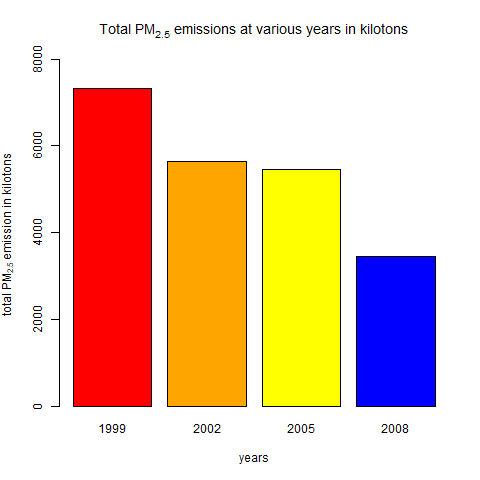 Total PM2.5 emissions at various years in kilotons
total PM2.5 emission in kilotons
8000
6000
4000
2000
0
1999 2002 2005 2008
years